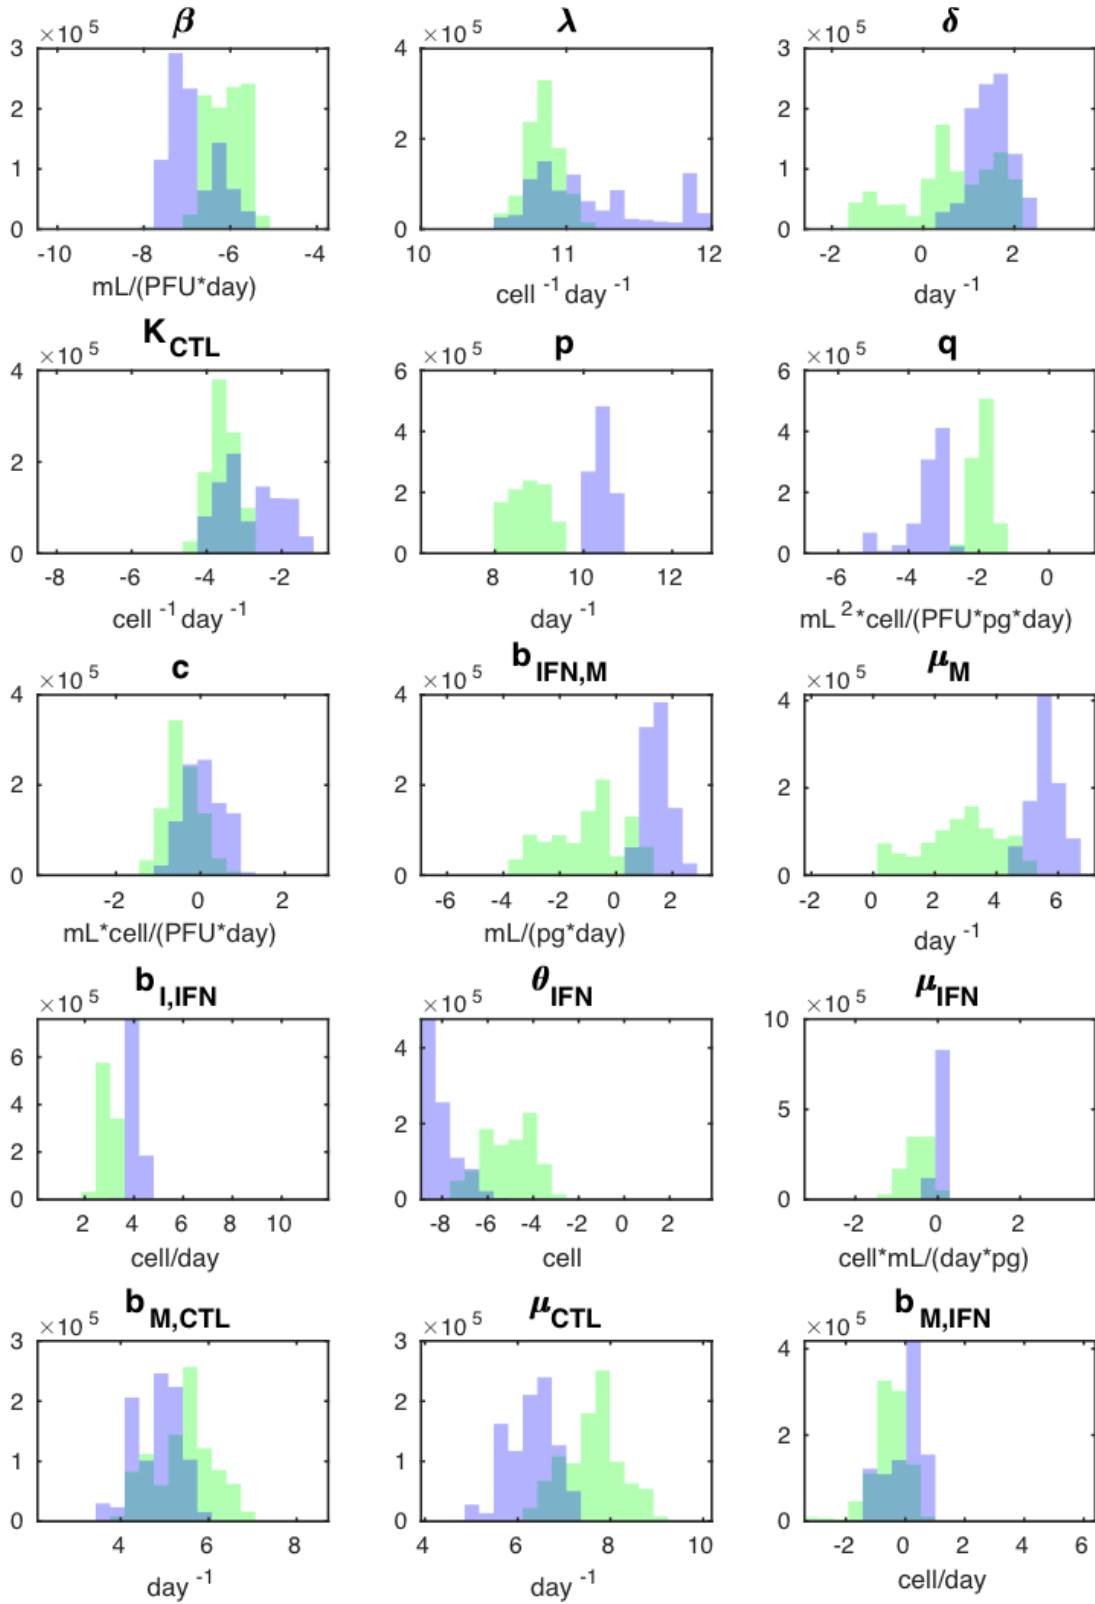 β λ δ
×10 5 ×10 5 ×10 5
3 4 3
2 2 2
1 1
0 0 0
-10 -8 -6 -4 10 11 12 -2 0 2
mL/(PFU*day) cell -1 day -1 day -1
K CTL p q
×10 5 ×10 5 ×10 5
4 6 6
2 4 4
2 2
0 0 0
-8 -6 -4 -2 8 10 12 -6 -4 -2 0
cell -1 day -1 day -1 mL 2 *cell/(PFU*pg*day)
c b IFN,M μ M
×10 5 ×10 5 ×10 5
4 4 4
2 2 2
0 0 0
-2 0 2 -6 -4 -2 0 2 -2 0 2 4 6
mL*cell/(PFU*day) mL/(pg*day) day -1
b I,IFN θ IFN μ IFN
×10 5 ×10 5 ×10 5
6 4 10
4 2 5
2
0 0 0
2 4 6 8 10 -8 -6 -4 -2 0 2 -2 0 2
cell/day cell cell*mL/(day*pg)
b M,CTL μ CTL b M,IFN
×10 5 ×10 5 ×10 5
3 3 4
2 2 2
1 1
0 0 0
4 6 8 4 6 8 10 -2 0 2 4 6
day -1 day -1 cell/day